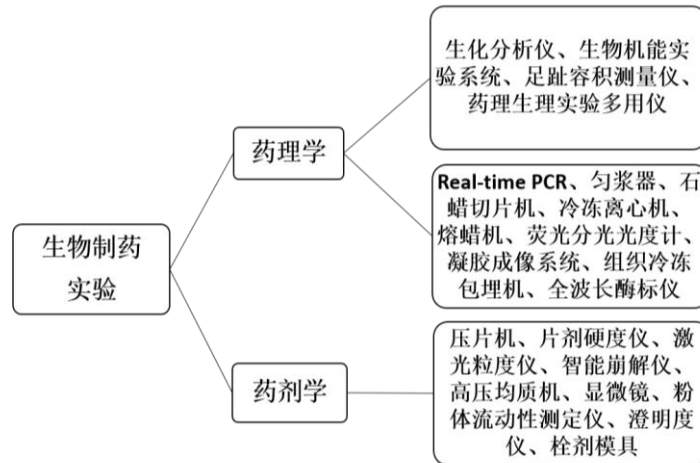 生化分析仪、生物机能实
验系统、足趾容积测量仪、
药理生理实验多用仪
药理学
Real-time PCR、匀浆器、石
蜡切片机、冷冻离心机、
熔蜡机、荧光分光光度计、
凝胶成像系统、组织冷冻
包埋机、全波长酶标仪
生物制药
实验
压片机、片剂硬度仪、激
光粒度仪、智能崩解仪、
高压均质机、显微镜、粉
体流动性测定仪、澄明度
仪、栓剂模具
药剂学